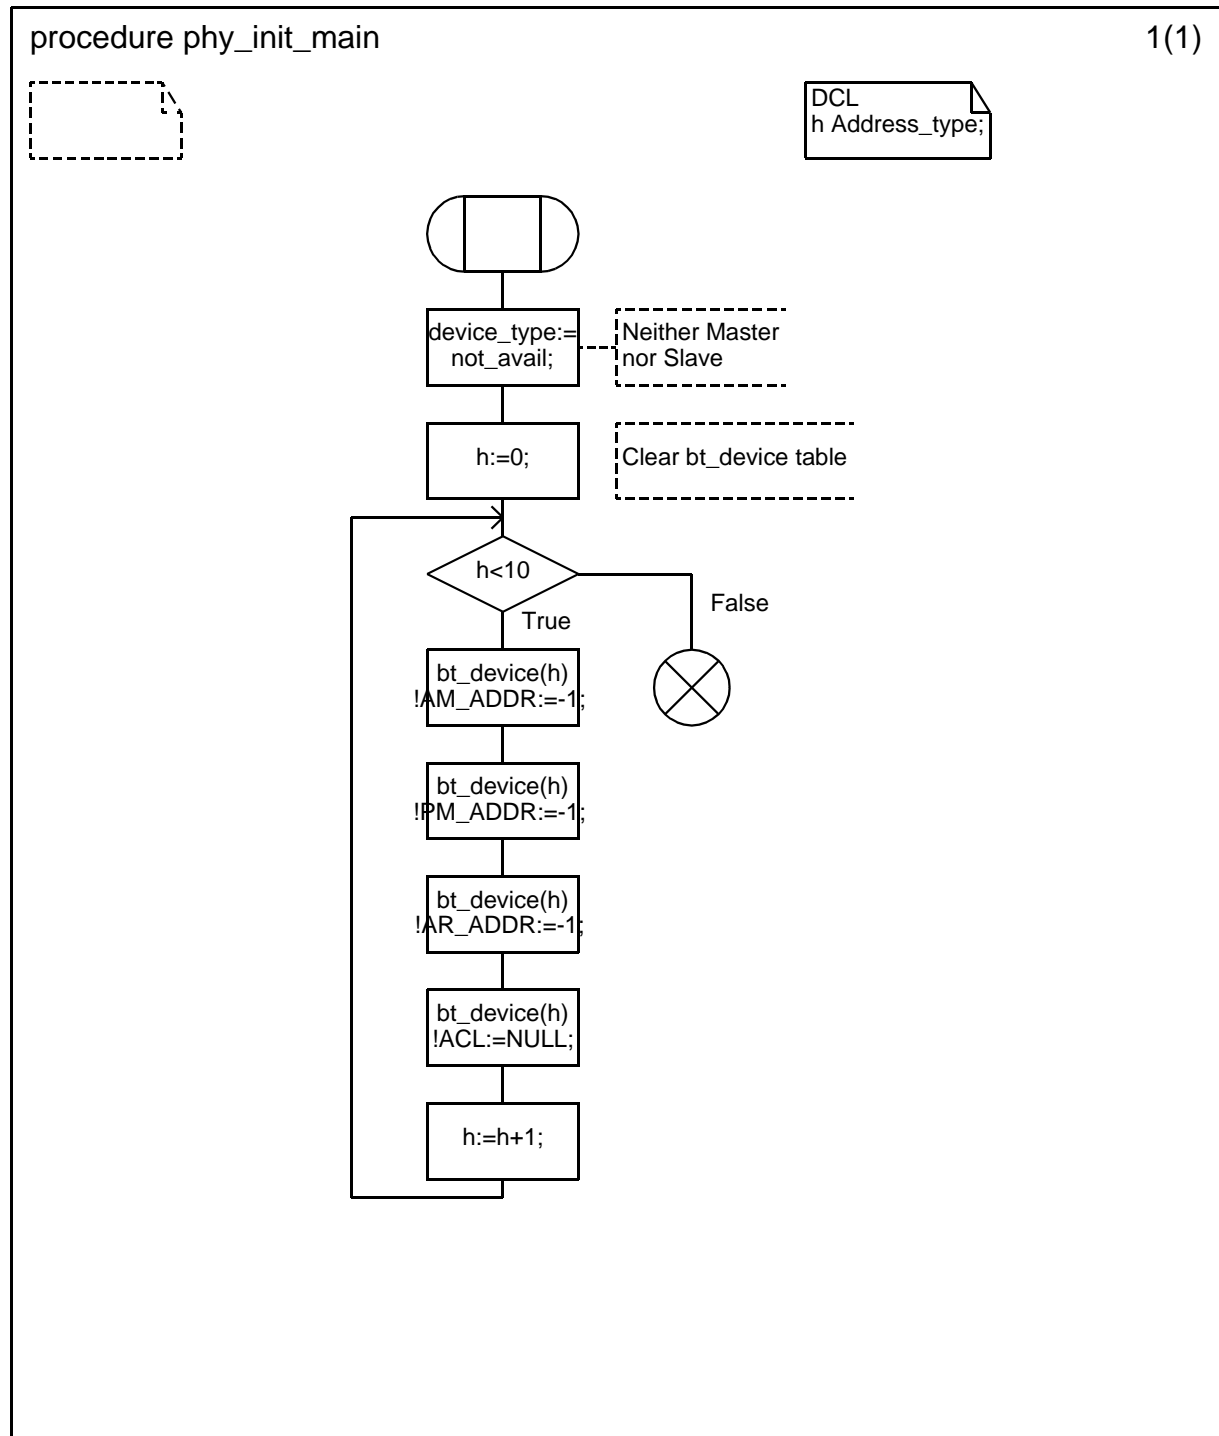 procedure phy_init_main
1(1)
DCL
h Address_type;
device_type:=
not_avail;
Neither Master
nor Slave
h:=0;
Clear bt_device table
h<10
False
True
bt_device(h)
!AM_ADDR:=-1;
bt_device(h)
!PM_ADDR:=-1;
bt_device(h)
!AR_ADDR:=-1;
bt_device(h)
!ACL:=NULL;
h:=h+1;